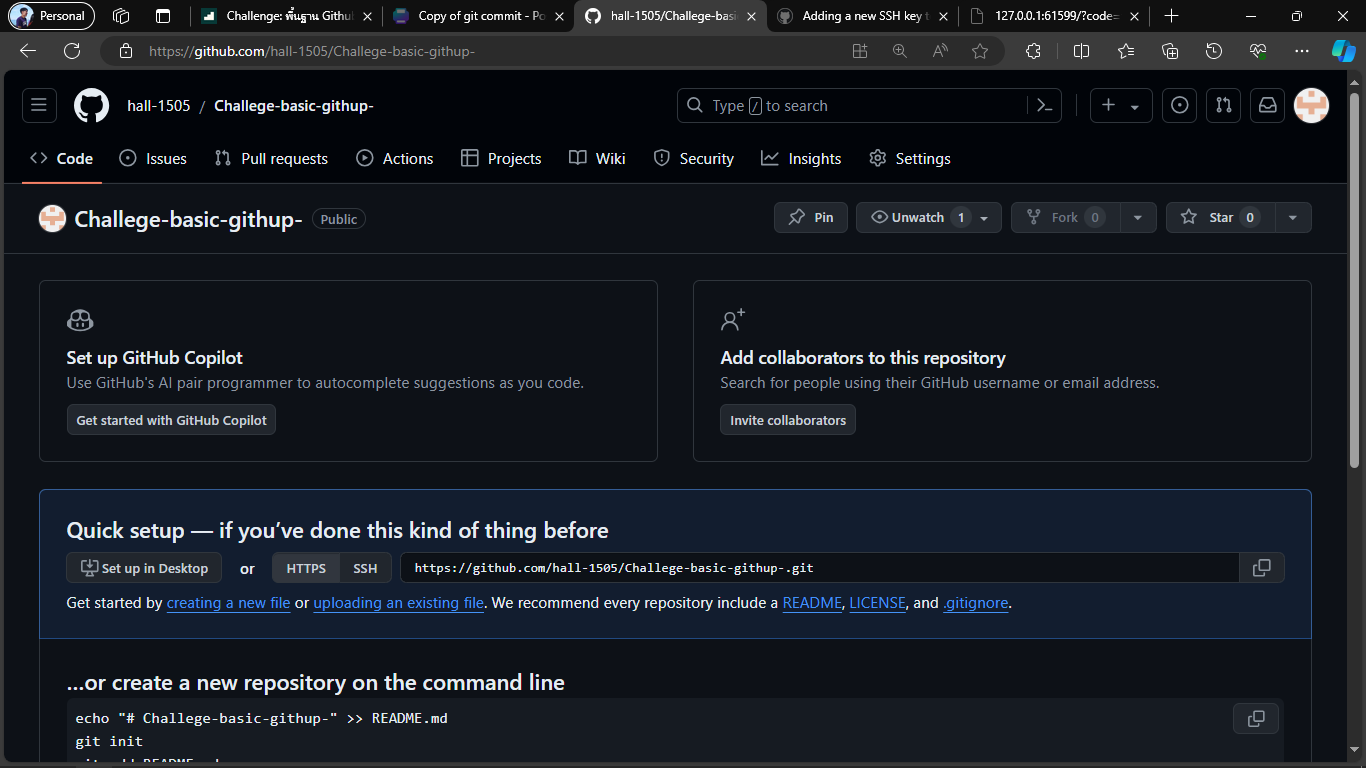 Personal
Challenge: พื้นฐาน Githu
Copy of git commit - Po
hall-1505/Challege-basi
Adding a new SSH key t
127.0.0.1:61599/?code=
https://github.com/hall-1505/Challege-basic-githup-
hall-1505 / Challege-basic-githup-
Type / to search
Code
Issues
Pull requests
Actions
Projects
Wiki
Security
Insights
Settings
Challege-basic-githup-
Public
Pin
Unwatch 1
Fork 0
Star 0
Set up GitHub Copilot
Use GitHub's AI pair programmer to autocomplete suggestions as you code.
Get started with GitHub Copilot
Add collaborators to this repository
Search for people using their GitHub username or email address.
Invite collaborators
Quick setup — if you’ve done this kind of thing before
Set up in Desktop or HTTPS SSH https://github.com/hall-1505/Challege-basic-githup-.git
Get started by creating a new file or uploading an existing file. We recommend every repository include a README, LICENSE, and .gitignore.
…or create a new repository on the command line
echo "# Challege-basic-githup-" >> README.md
git init